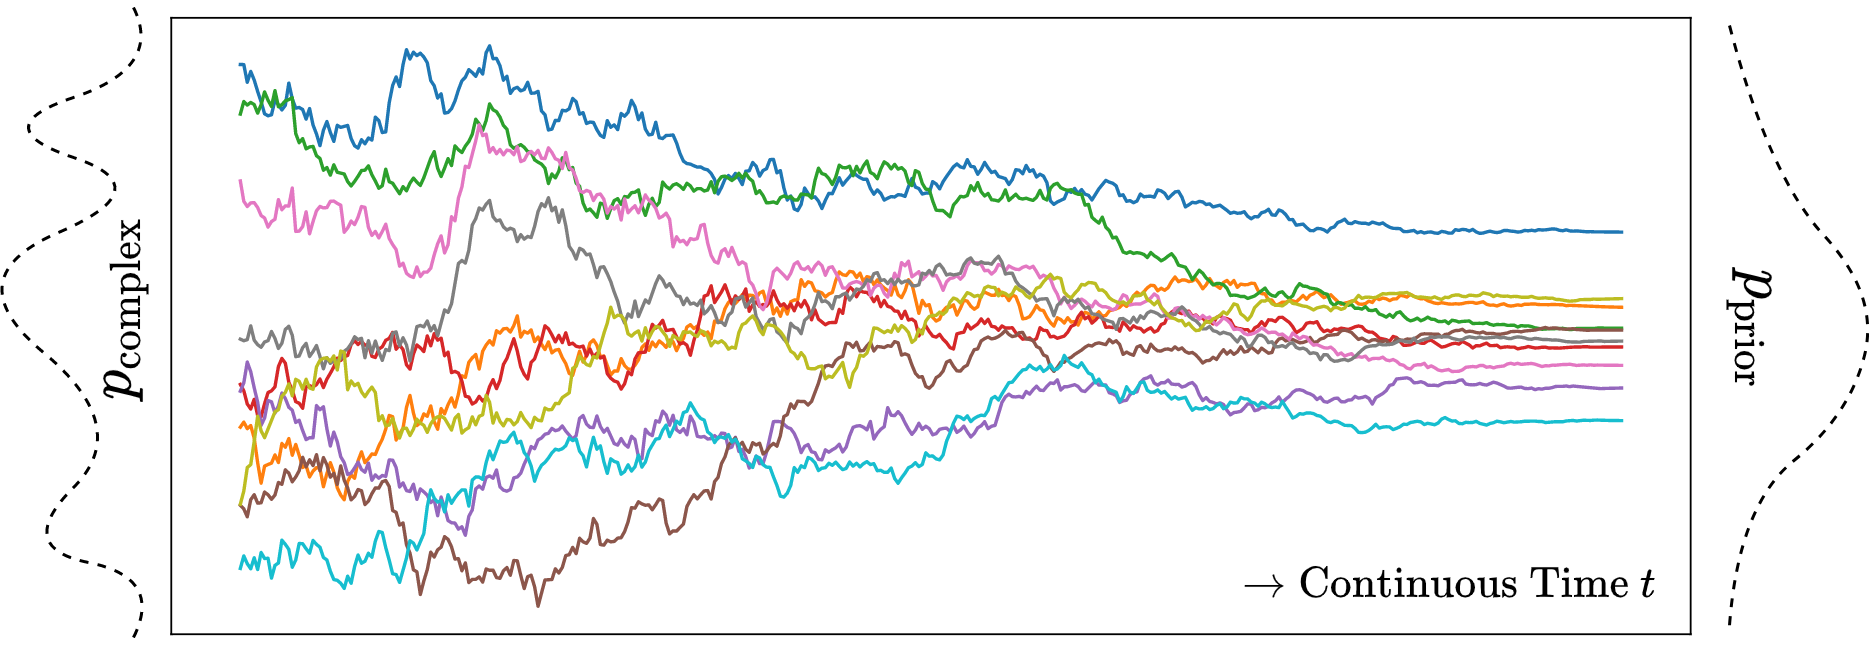 p_complex
p_prior
→ Continuous Time t